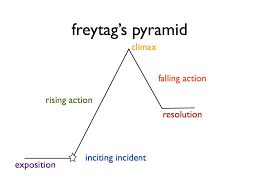 freytag's pyramid
climax
falling action
rising action
resolution
inciting incident
exposition